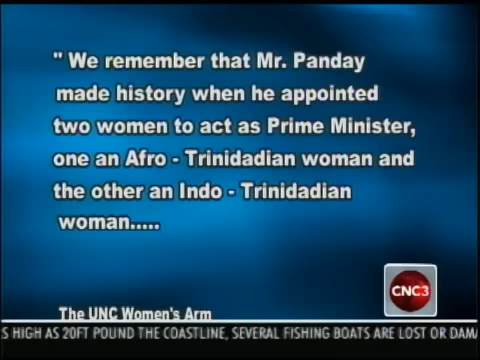 " We remember that Mr. Panday
made history when he appointed
two women to act as Prime Minister,
one an Afro - Trinidadian woman and
the other an Indo - Trinidadian
woman.....
CNC3
The UNC Women's Arm
S HIGH AS 20FT POUND THE COASTLINE, SEVERAL FISHING BOATS ARE LOST OR DAM